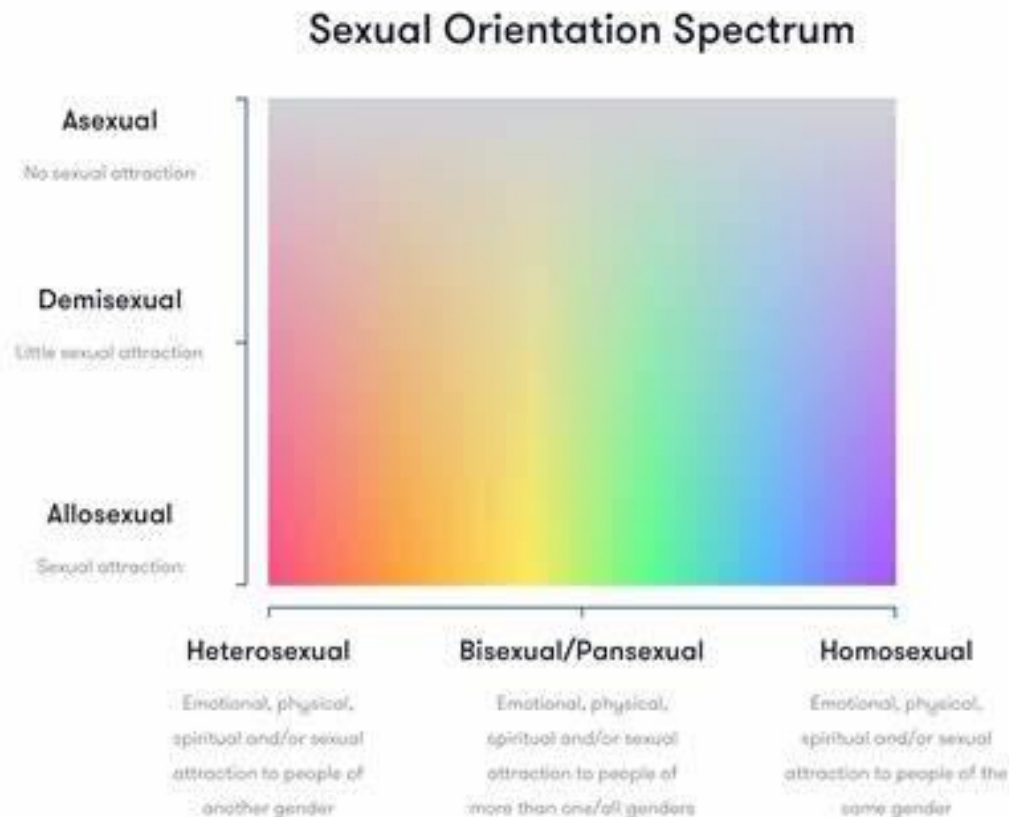 Sexual Orientation Spectrum
Asexual
No sexual attraction
Demisexual
Little sexual attraction
Allosexual
Sexual attraction
Heterosexual
Emotional, physical,
spiritual and/or sexual
attraction to people of
another gender
Bisexual/Pansexual
Emotional, physical,
spiritual and/or sexual
attraction to people of
more than one/all genders
Homosexual
Emotional, physical,
spiritual and/or sexual
attraction to people of the
same gender